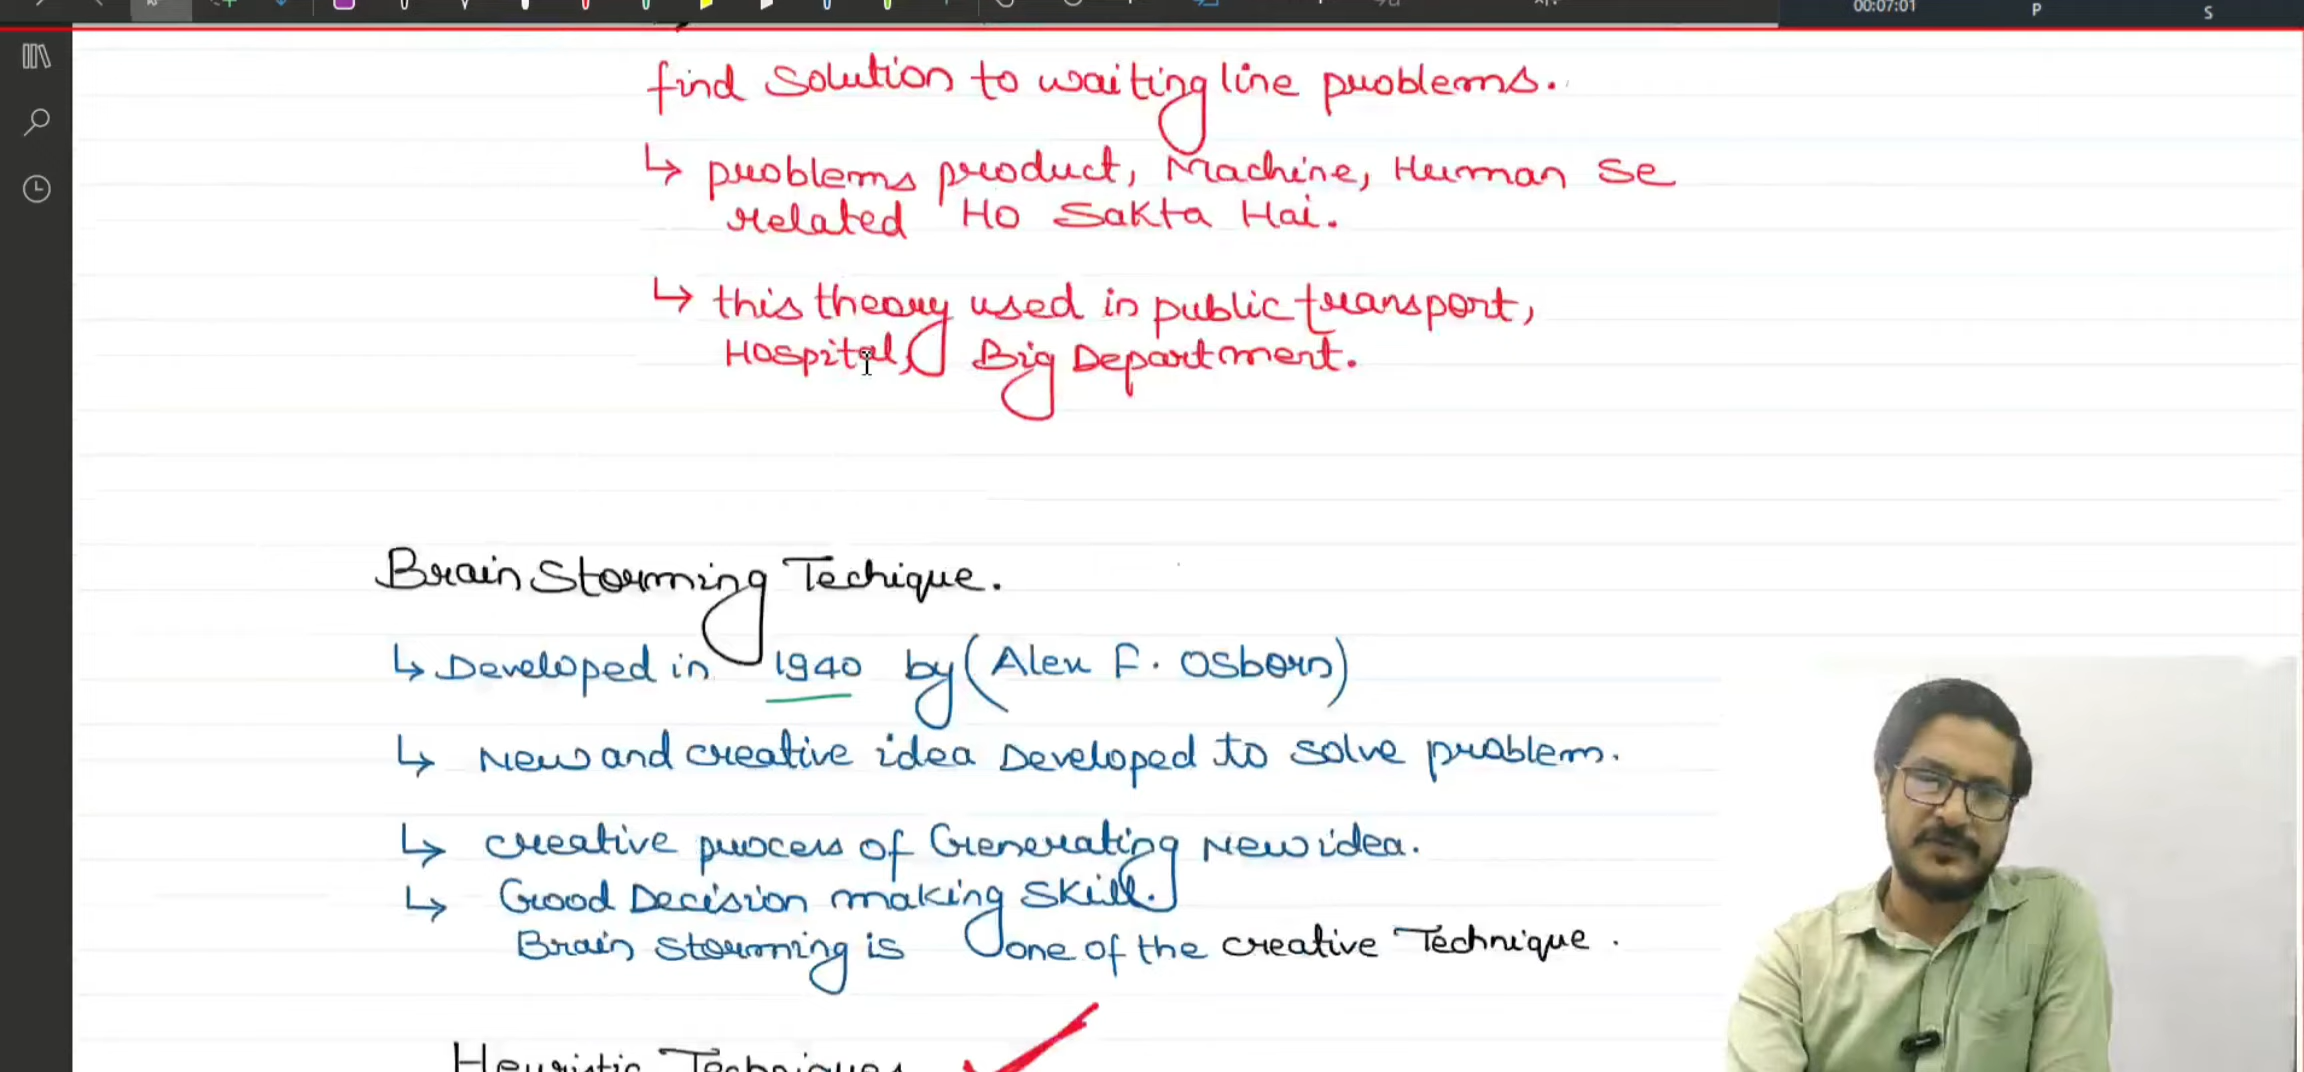 00:07:01
P
S
find solution to waiting line problems.
↳ problems product, Machine, Human se
related Ho Sakta Hai.
↳ this theory used in public transport,
Hospital, Big Department.
Brain Storming Techique.
↳ Developed in 1940 by (Alex F. Osborn)
↳ New and creative idea Developed to solve problem.
↳ creative process of Generating New idea.
↳ Good Decision making Skill.
Brain storming is one of the creative Technique.
Heuristic Techniques